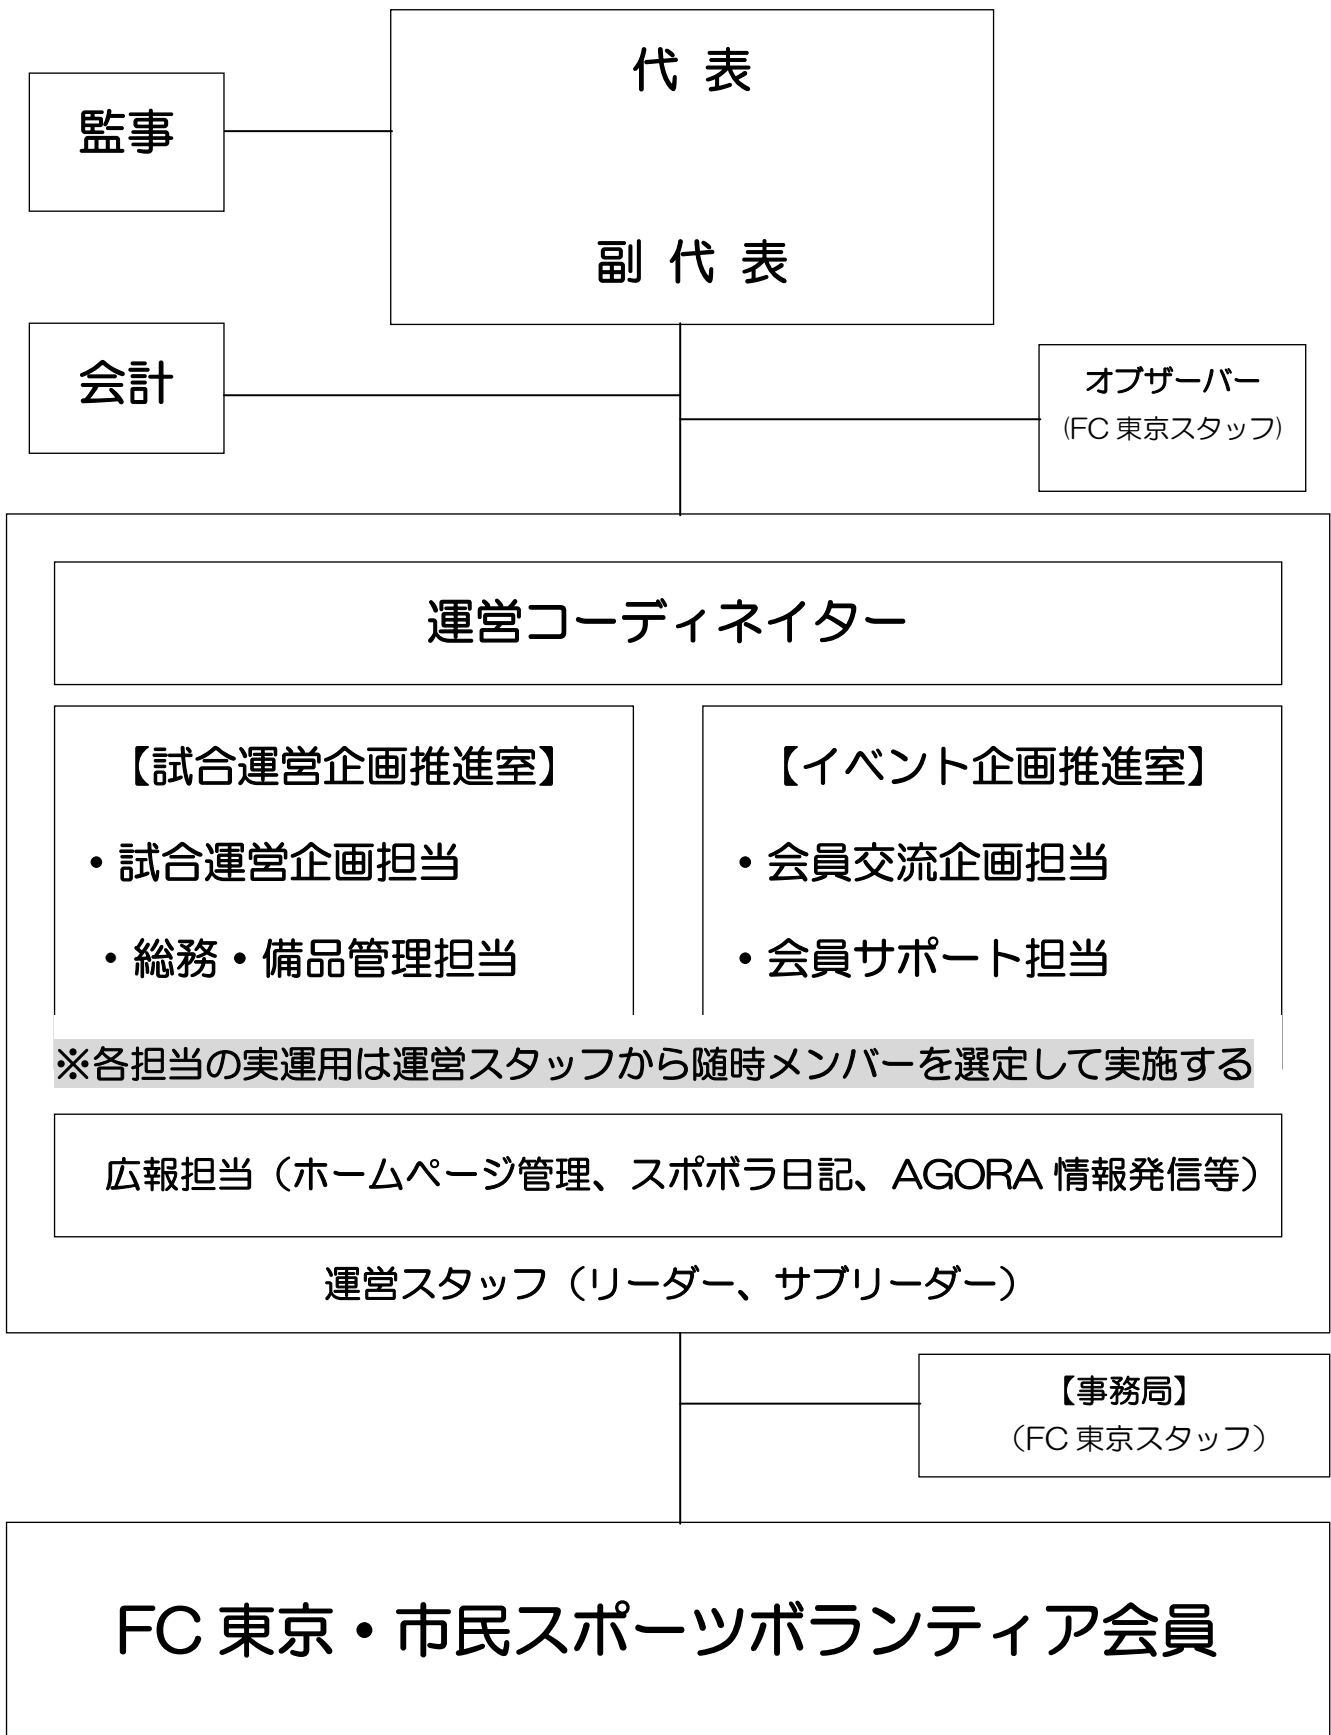 代 表
監事
副 代 表
会計
オブザーバー
(FC 東京スタッフ)
運営コーディネイター
【試合運営企画推進室】
・試合運営企画担当
・総務・備品管理担当
【イベント企画推進室】
・会員交流企画担当
・会員サポート担当
※各担当の実運用は運営スタッフから随時メンバーを選定して実施する
広報担当（ホームページ管理、スポボラ日記、AGORA 情報発信等）
運営スタッフ（リーダー、サブリーダー）
【事務局】
（FC 東京スタッフ）
FC 東京・市民スポーツボランティア会員